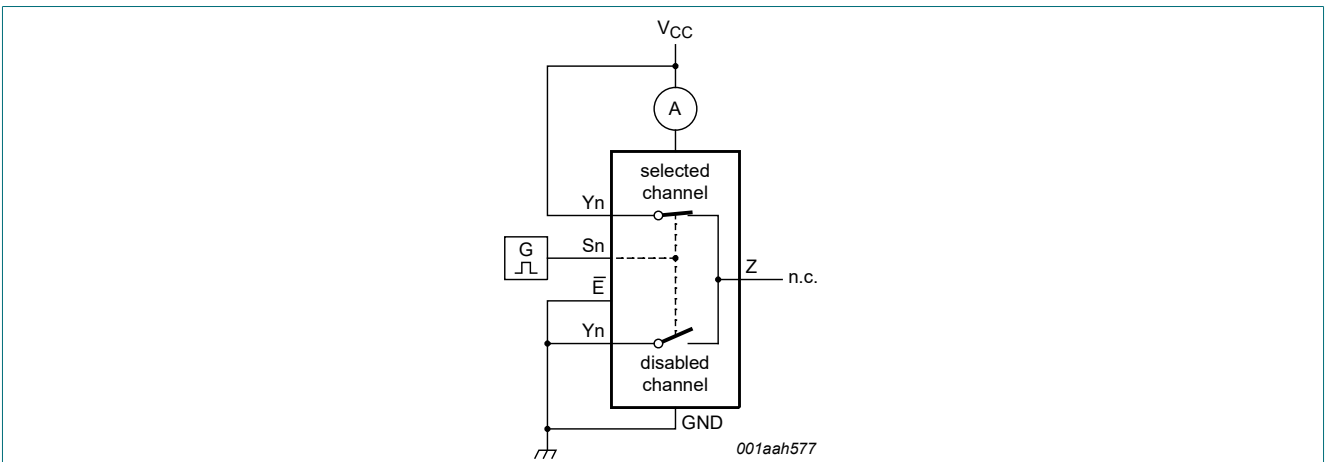 VCC
A
selected
channel
Yn
G
Sn
Z
n.c.
E̅
Yn
disabled
channel
GND
001aah577